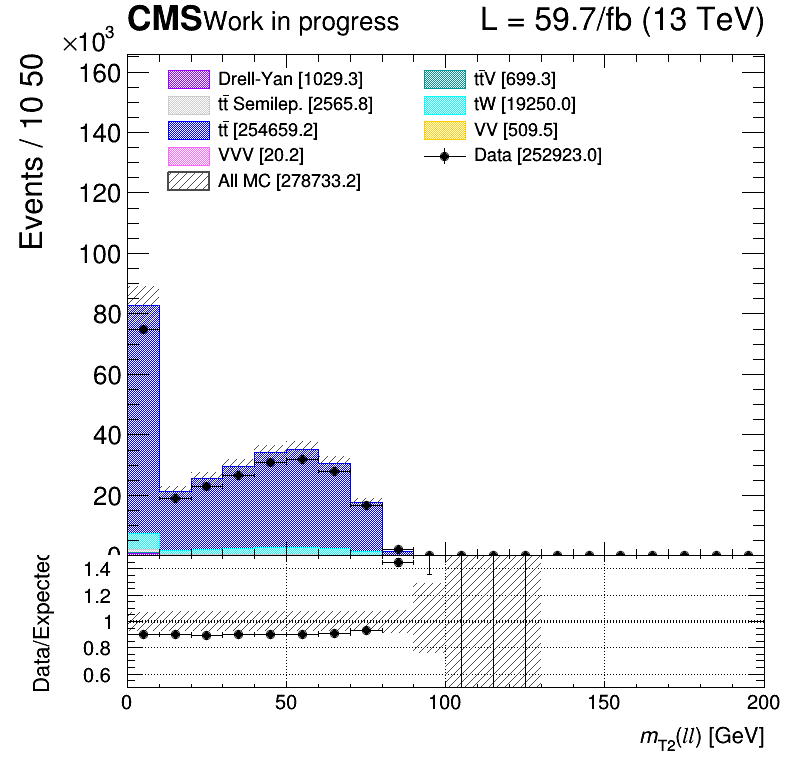 CMS Work in progress L = 59.7/fb (13 TeV)
×10³
Events / 10 50
160
140
120
100
80
60
40
20
0
Drell-Yan [1029.3]
tt̄ Semilep. [2565.8]
tt̄ [254659.2]
VVV [20.2]
All MC [278733.2]
tt̄V [699.3]
tW [19250.0]
VV [509.5]
Data [252923.0]
Data/Expected
1.4
1.2
1
0.8
0.6
0 50 100 150 200
m_T2(ll) [GeV]